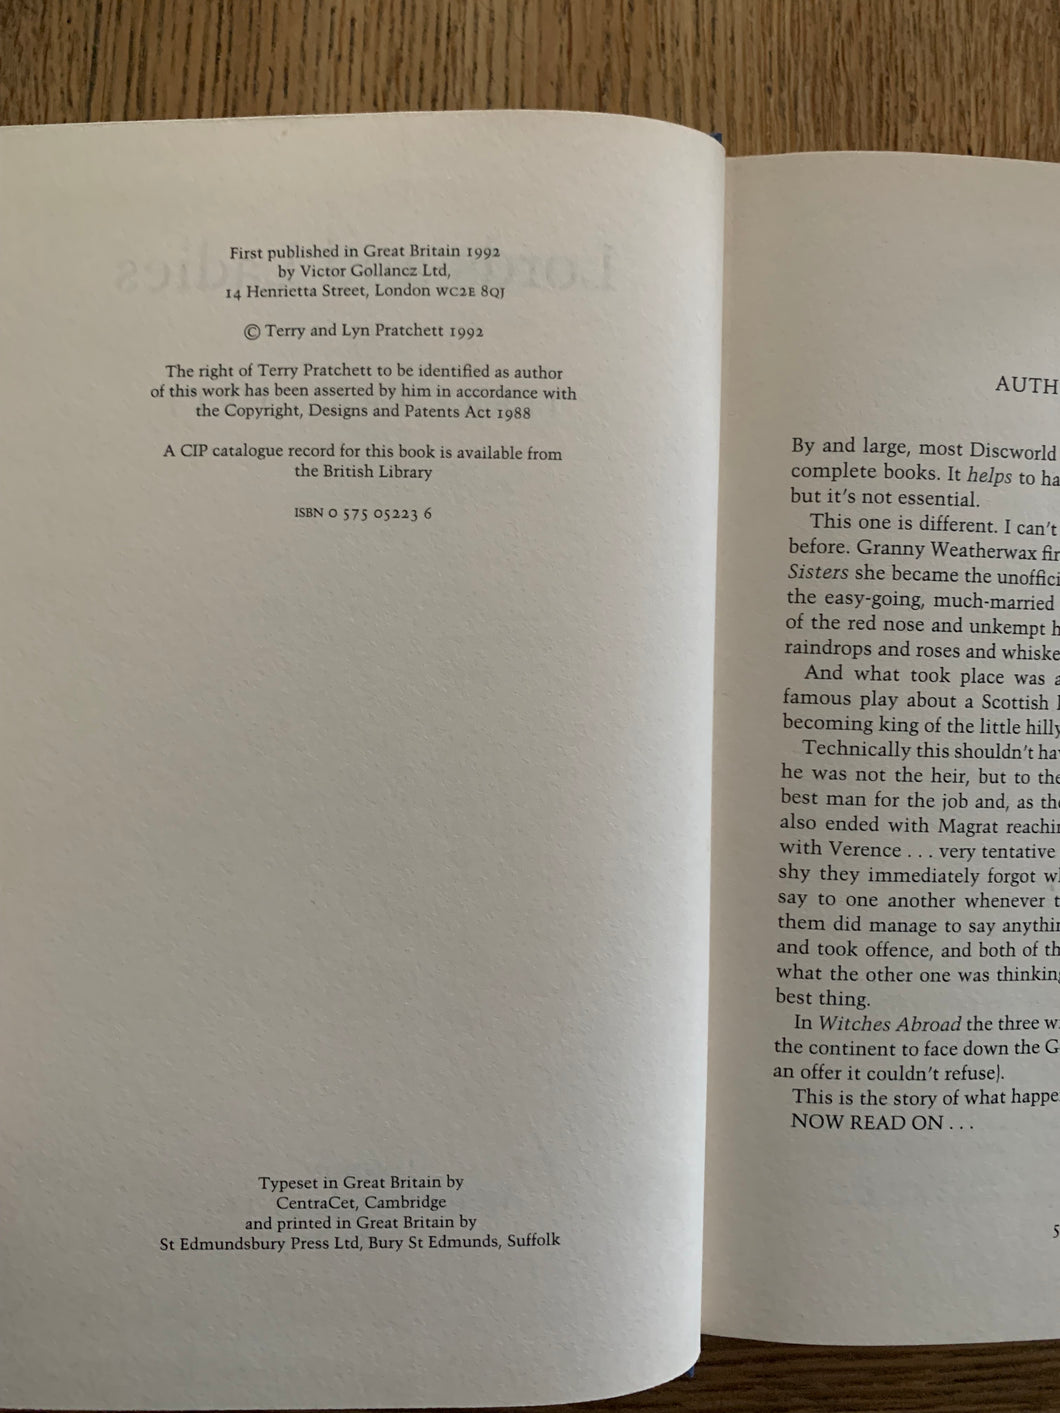 First published in Great Britain 1992
by Victor Gollancz Ltd,
14 Henrietta Street, London WC2E 8QJ
© Terry and Lyn Pratchett 1992
The right of Terry Pratchett to be identified as author
of this work has been asserted by him in accordance with
the Copyright, Designs and Patents Act 1988
A CIP catalogue record for this book is available from
the British Library
ISBN 0 575 05223 6
Typeset in Great Britain by
CentraCet, Cambridge
and printed in Great Britain by
St Edmundsbury Press Ltd, Bury St Edmunds, Suffolk
AUTH
By and large, most Discworld
complete books. It helps to ha
but it's not essential.
This one is different. I can't
before. Granny Weatherwax fir
Sisters she became the unoffici
the easy-going, much-married
of the red nose and unkempt h
raindrops and roses and whiske
And what took place was a
famous play about a Scottish
becoming king of the little hilly
Technically this shouldn't hav
he was not the heir, but to the
best man for the job and, as the
also ended with Magrat reachin
with Verence . . . very tentative
shy they immediately forgot wh
say to one another whenever t
them did manage to say anythin
and took offence, and both of th
what the other one was thinking
best thing.
In Witches Abroad the three w
the continent to face down the G
an offer it couldn't refuse).
This is the story of what happe
NOW READ ON . . .
5